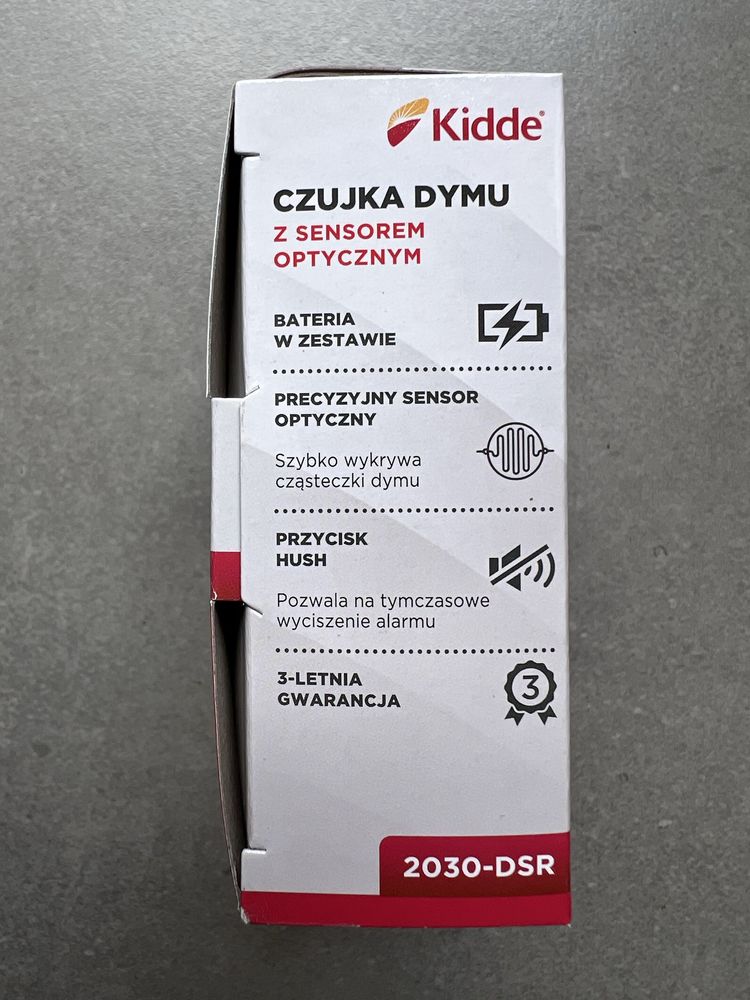 Kidde®
CZUJKA DYMU
Z SENSOREM
OPTYCZNYM
BATERIA
W ZESTAWIE
PRECYZYJNY SENSOR
OPTYCZNY
Szybko wykrywa
cząsteczki dymu
PRZYCISK
HUSH
Pozwala na tymczasowe
wyciszenie alarmu
3-LETNIA
GWARANCJA
3
2030-DSR